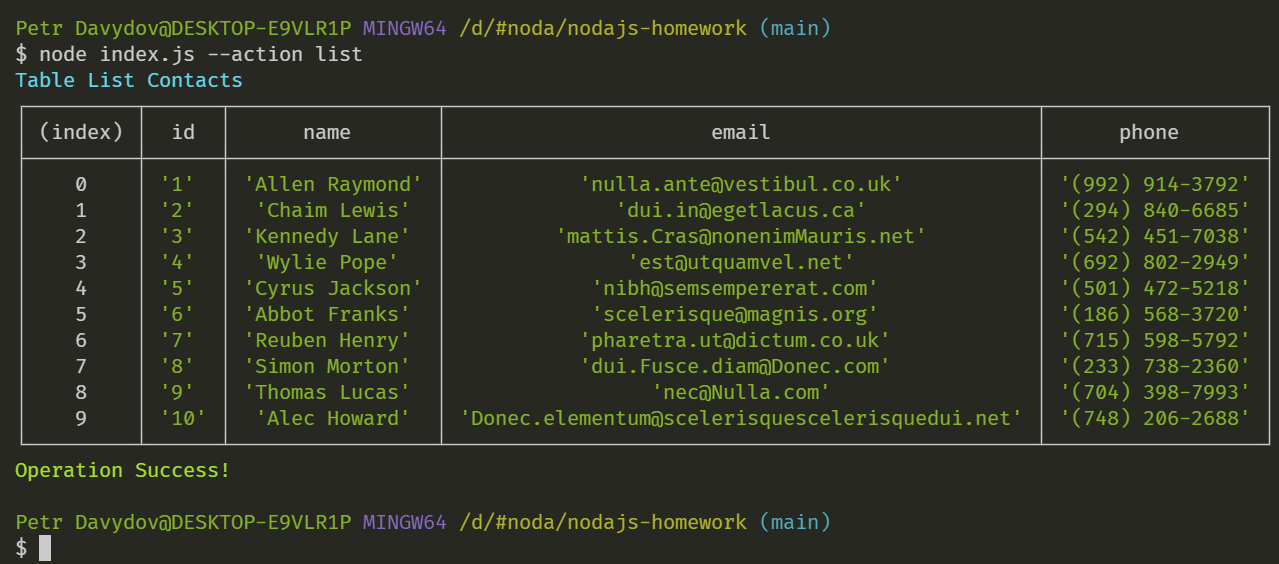 Petr Davydov@DESKTOP-E9VLR1P MINGW64 /d/#noda/nodajs-homework (main)
$ node index.js --action list
Table List Contacts
(index) id name email phone
0 '1' 'Allen Raymond' 'nulla.ante@vestibul.co.uk' '(992) 914-3792'
1 '2' 'Chaim Lewis' 'dui.in@egetlacus.ca' '(294) 840-6685'
2 '3' 'Kennedy Lane' 'mattis.Cras@nonenimMauris.net' '(542) 451-7038'
3 '4' 'Wylie Pope' 'est@utquamvel.net' '(692) 802-2949'
4 '5' 'Cyrus Jackson' 'nibh@semsempererat.com' '(501) 472-5218'
5 '6' 'Abbot Franks' 'scelerisque@magnis.org' '(186) 568-3720'
6 '7' 'Reuben Henry' 'pharetra.ut@dictum.co.uk' '(715) 598-5792'
7 '8' 'Simon Morton' 'dui.Fusce.diam@Donec.com' '(233) 738-2360'
8 '9' 'Thomas Lucas' 'nec@Nulla.com' '(704) 398-7993'
9 '10' 'Alec Howard' 'Donec.elementum@scelerisquescelerisquedui.net' '(748) 206-2688'
Operation Success!
Petr Davydov@DESKTOP-E9VLR1P MINGW64 /d/#noda/nodajs-homework (main)
$